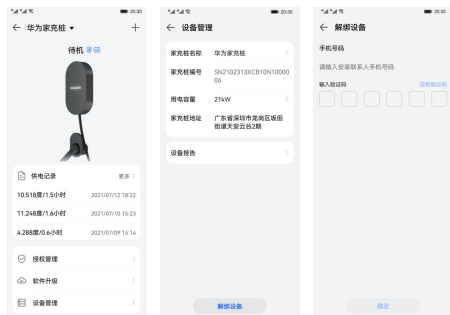 20:30
华为家充桩
待机
HUAWEI
供电记录
更多
10.518度/1.5小时
2021/07/12 18:22
11.248度/1.6小时
2021/07/10 15:23
4.288度/0.6小时
2021/07/09 15:14
授权管理
软件升级
设备管理
20:30
设备管理
家充桩名称
华为家充桩
家充桩编号
SN2102313XCB10N10000
06
用电容量
21kW
家充桩地址
广东省深圳市龙岗区坂田
街道天安云谷2期
设备报告
解绑设备
20:30
解绑设备
手机号码
请输入安装联系人手机号码
输入验证码
获取验证码
确定